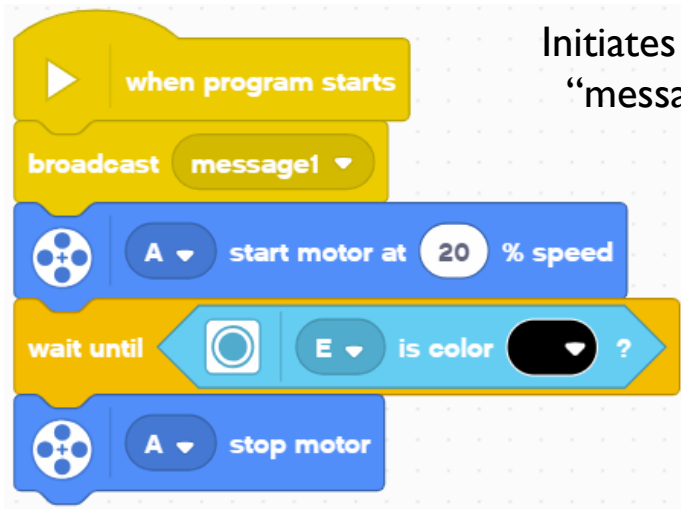 Initiates
"messa
when program starts
broadcast message1
A start motor at 20 % speed
wait until E is color ?
A stop motor